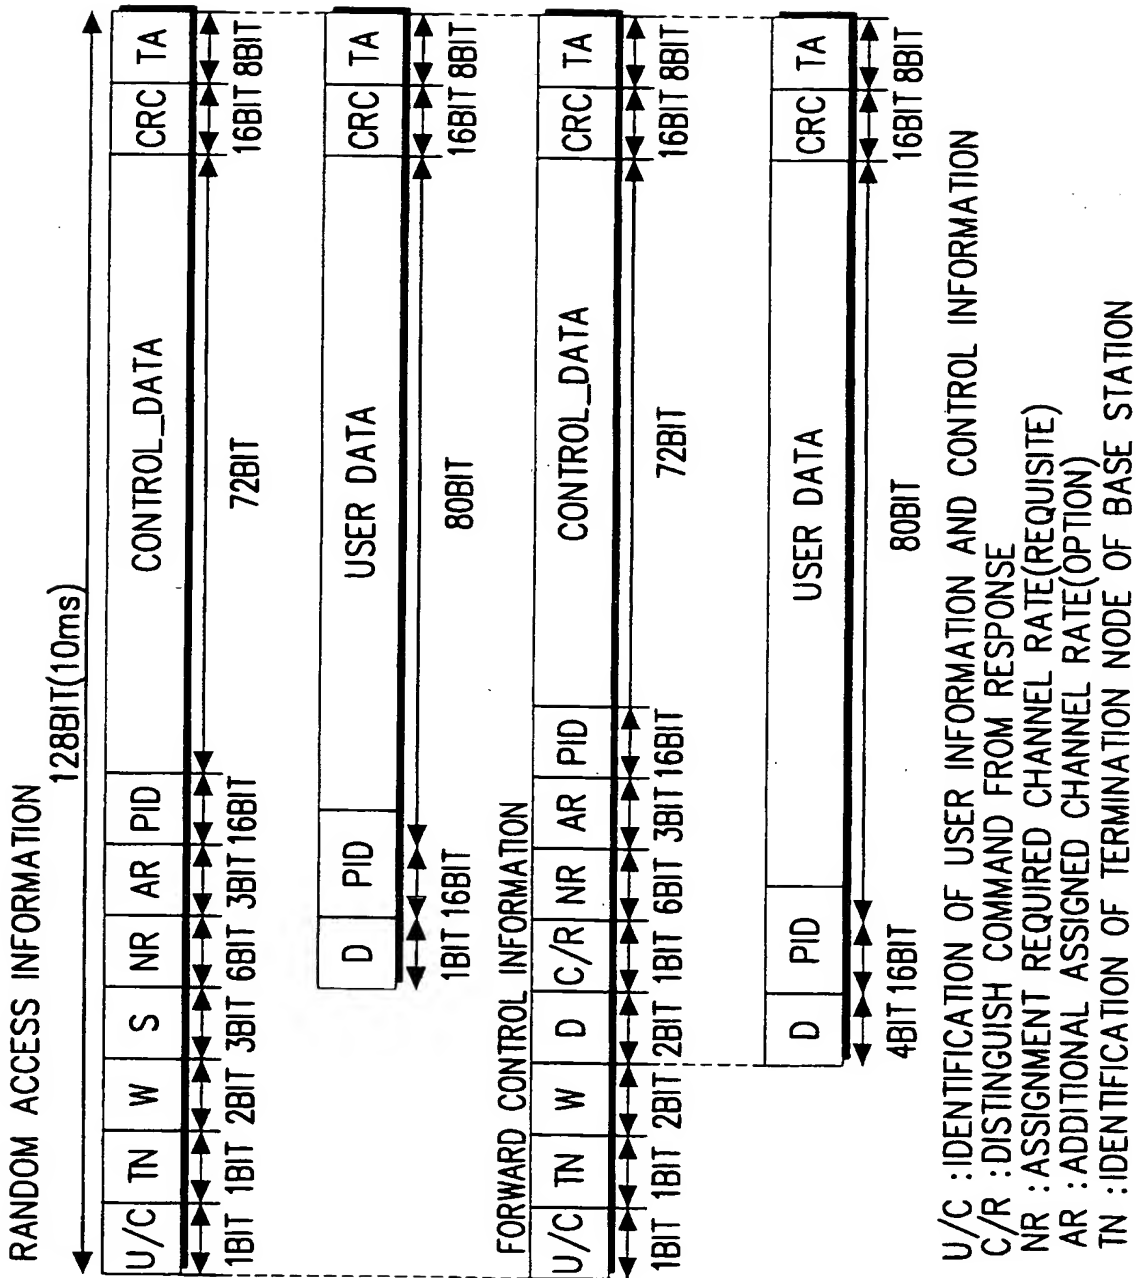 RANDOM ACCESS INFORMATION
128BIT(10ms)
U/C TN W S NR AR PID CONTROL_DATA CRC TA
1BIT 1BIT 2BIT 3BIT 6BIT 3BIT 16BIT 72BIT 16BIT 8BIT
D PID USER DATA CRC TA
1BIT 16BIT 80BIT 16BIT 8BIT
FORWARD CONTROL INFORMATION
U/C TN W D C/R NR AR PID CONTROL_DATA CRC TA
1BIT 1BIT 2BIT 2BIT 1BIT 6BIT 3BIT 16BIT 72BIT 16BIT 8BIT
D PID USER DATA CRC TA
4BIT 16BIT 80BIT 16BIT 8BIT
U/C :IDENTIFICATION OF USER INFORMATION AND CONTROL INFORMATION
C/R :DISTINGUISH COMMAND FROM RESPONSE
NR :ASSIGNMENT REQUIRED CHANNEL RATE(REQUISITE)
AR :ADDITIONAL ASSIGNED CHANNEL RATE(OPTION)
TN :IDENTIFICATION OF TERMINATION NODE OF BASE STATION